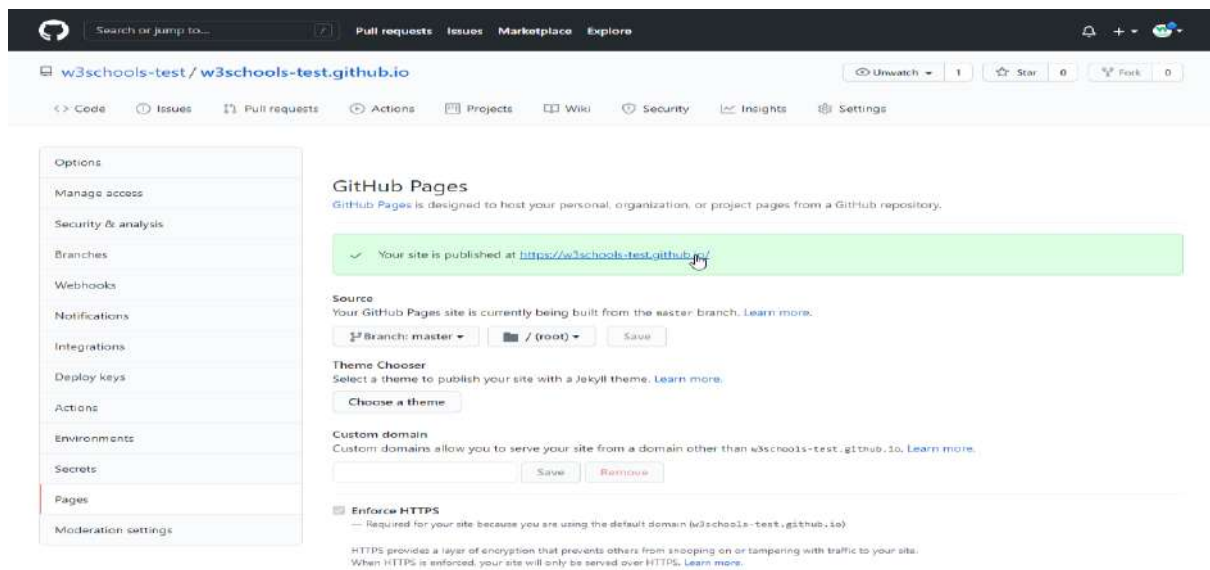 Search or jump to... / Pull requests Issues Marketplace Explore
w3schools-test / w3schools-test.github.io Unwatch 1 Star 0 Fork 0
<> Code Issues Pull requests Actions Projects Wiki Security Insights Settings
Options
Manage access
Security & analysis
Branches
Webhooks
Notifications
Integrations
Deploy keys
Actions
Environments
Secrets
Pages
Moderation settings
GitHub Pages
GitHub Pages is designed to host your personal, organization, or project pages from a GitHub repository.
Your site is published at https://w3schools-test.github.io/
Source
Your GitHub Pages site is currently being built from the master branch. Learn more.
Branch: master / (root) Save
Theme Chooser
Select a theme to publish your site with a Jekyll theme. Learn more.
Choose a theme
Custom domain
Custom domains allow you to serve your site from a domain other than w3schools-test.github.io. Learn more.
Save Remove
Enforce HTTPS
— Required for your site because you are using the default domain (w3schools-test.github.io)
HTTPS provides a layer of encryption that prevents others from snooping on or tampering with traffic to your site.
When HTTPS is enforced, your site will only be served over HTTPS. Learn more.